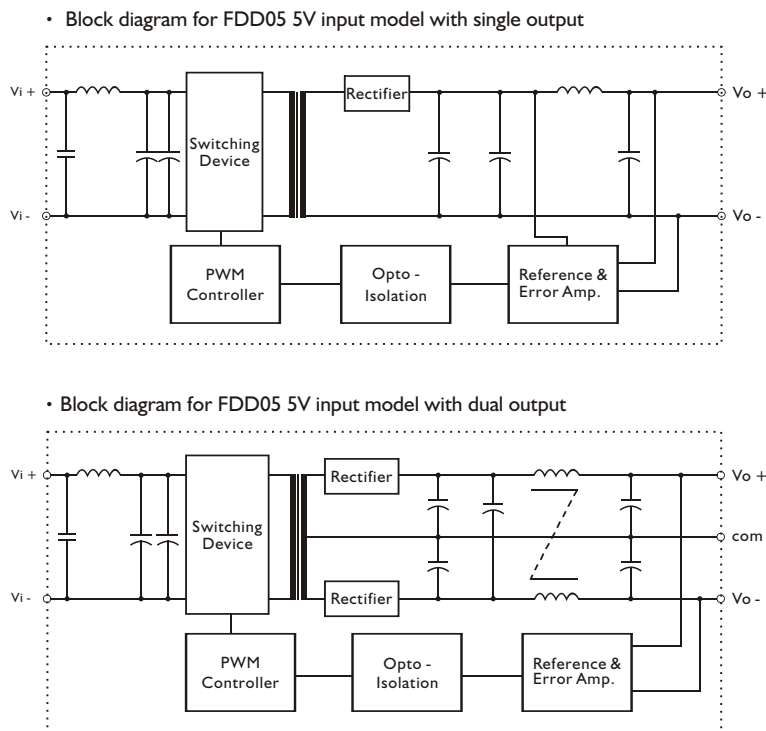 • Block diagram for FDD05 5V input model with single output
Vi +
Rectifier
Vo +
Switching
Device
Vi -
Vo -
PWM
Controller
Opto -
Isolation
Reference &
Error Amp.
• Block diagram for FDD05 5V input model with dual output
Vi +
Rectifier
Vo +
Switching
Device
com
Vi -
Rectifier
Vo -
PWM
Controller
Opto -
Isolation
Reference &
Error Amp.